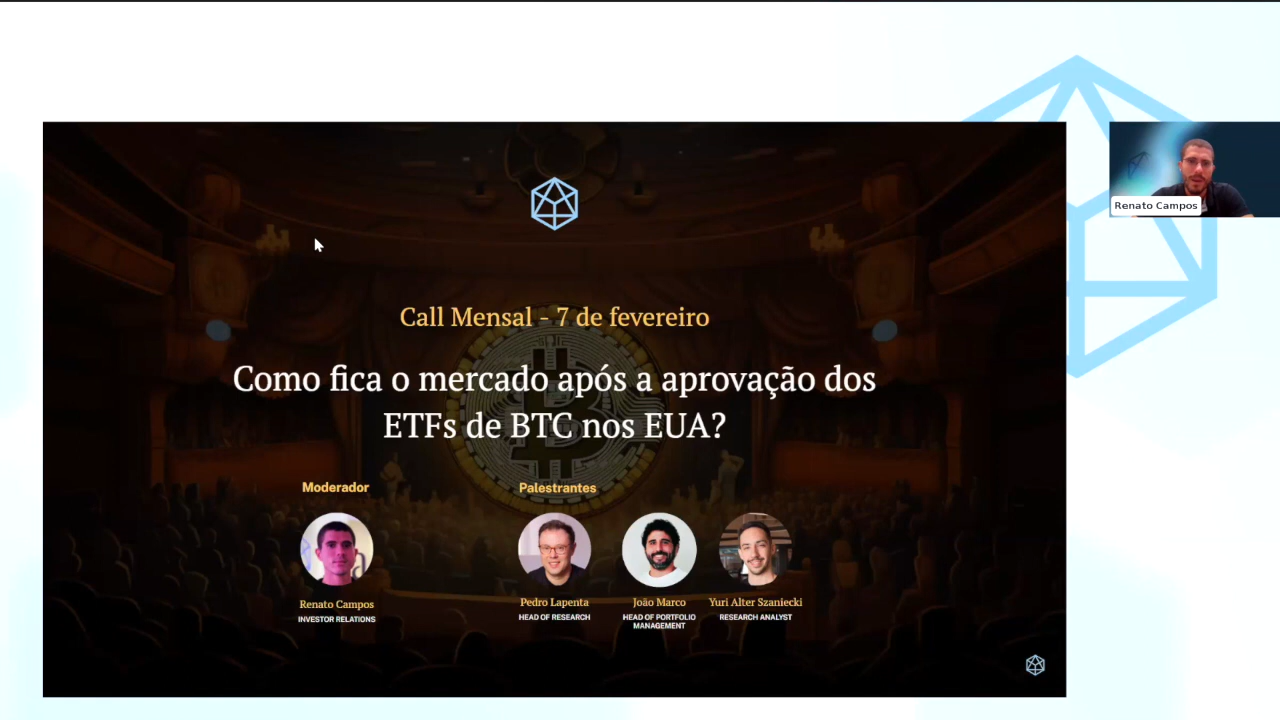 Call Mensal - 7 de fevereiro
Como fica o mercado após a aprovação dos
ETFs de BTC nos EUA?
Moderador
Palestrantes
Renato Campos
INVESTOR RELATIONS
Pedro Lapenta
HEAD OF RESEARCH
João Marco
HEAD OF PORTFOLIO
MANAGEMENT
Yuri Alter Szaniecki
RESEARCH ANALYST
Renato Campos